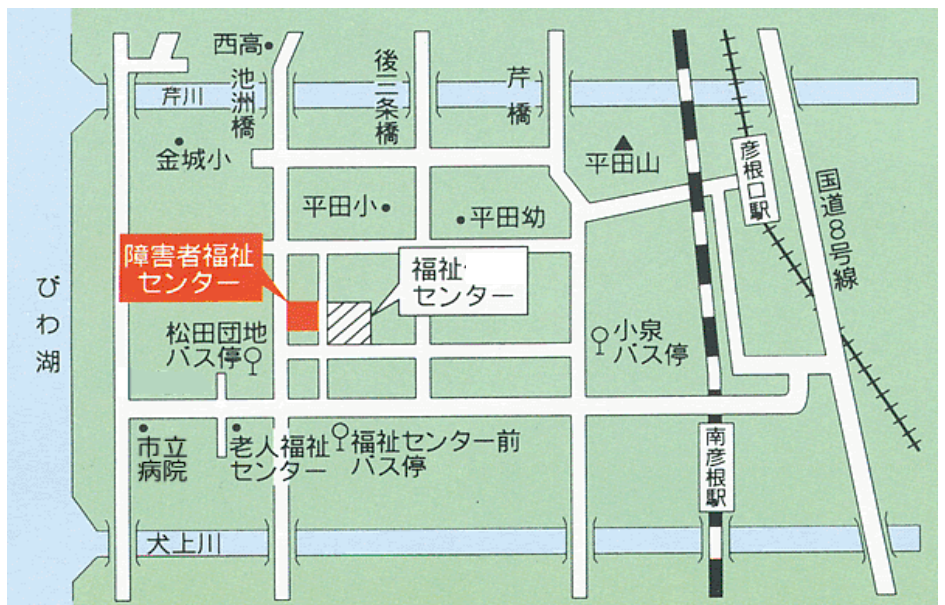 西高
池洲橋
後三条橋
芹橋
芹川
金城小
平田山
彦根口駅
国道8号線
平田小
平田幼
障害者福祉
センター
福祉
センター
びわ湖
松田団地
バス停
小泉
バス停
市立
病院
老人福祉
センター
福祉センター前
バス停
南彦根駅
犬上川